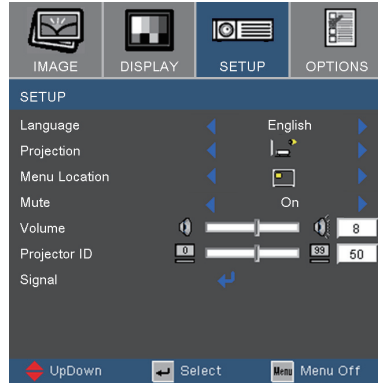 IMAGE DISPLAY SETUP OPTIONS
SETUP
Language English
Projection
Menu Location
Mute On
Volume 8
Projector ID 0 99 50
Signal
UpDown Select Menu Menu Off